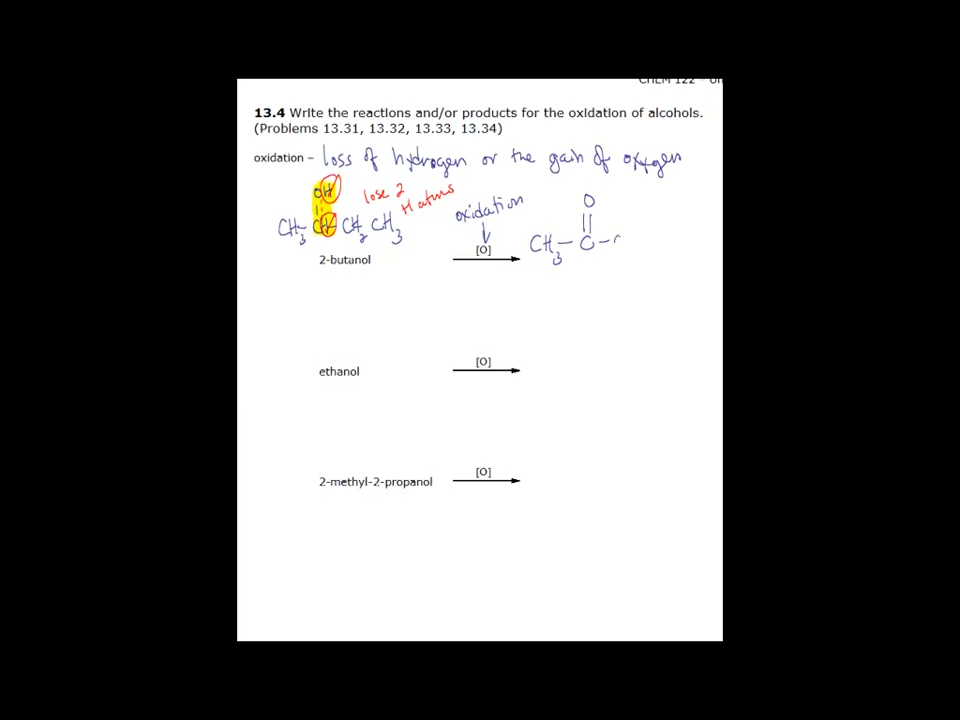 CHEM 122 – or
13.4 Write the reactions and/or products for the oxidation of alcohols.
(Problems 13.31, 13.32, 13.33, 13.34)
oxidation – loss of hydrogen or the gain of oxygen
OH lose 2 H atoms
CH3-CH CH2 CH3
oxidation
O
CH3-C-
2-butanol [O]
ethanol [O]
2-methyl-2-propanol [O]